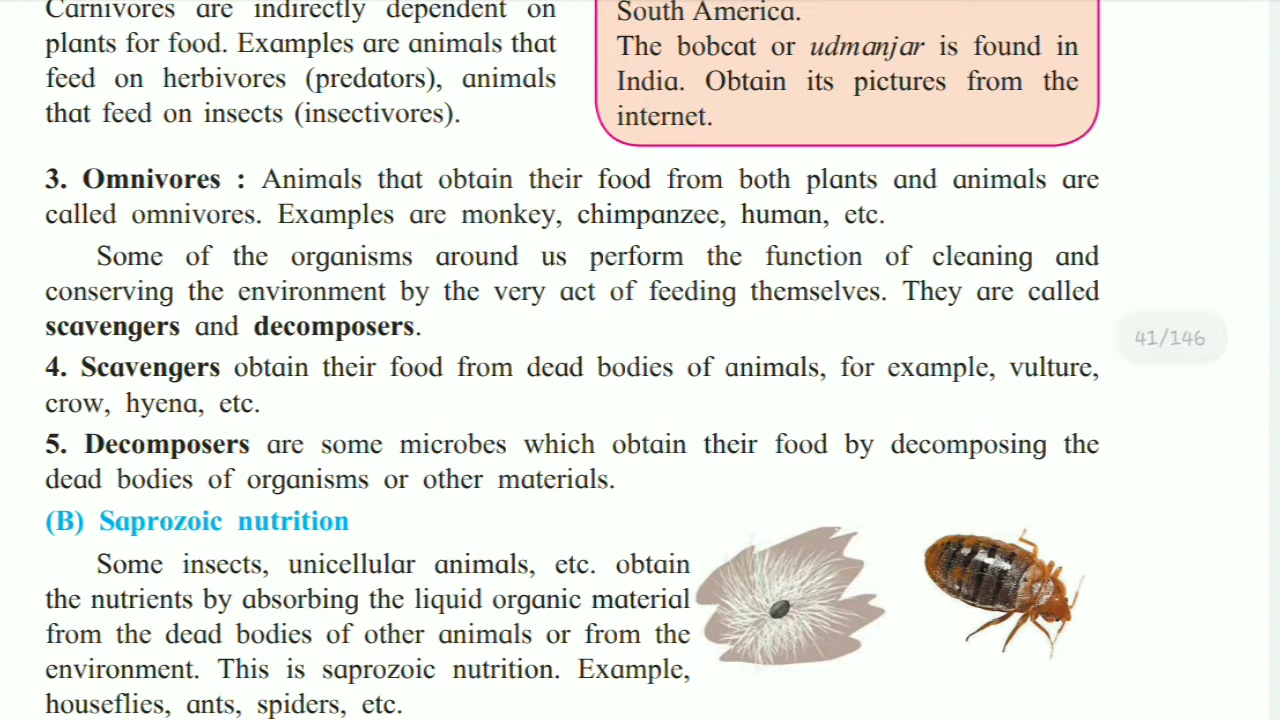 Carnivores are indirectly dependent on
plants for food. Examples are animals that
feed on herbivores (predators), animals
that feed on insects (insectivores).
South America.
The bobcat or udmanjar is found in
India. Obtain its pictures from the
internet.
3. Omnivores : Animals that obtain their food from both plants and animals are
called omnivores. Examples are monkey, chimpanzee, human, etc.
Some of the organisms around us perform the function of cleaning and
conserving the environment by the very act of feeding themselves. They are called
scavengers and decomposers.
41/146
4. Scavengers obtain their food from dead bodies of animals, for example, vulture,
crow, hyena, etc.
5. Decomposers are some microbes which obtain their food by decomposing the
dead bodies of organisms or other materials.
(B) Saprozoic nutrition
Some insects, unicellular animals, etc. obtain
the nutrients by absorbing the liquid organic material
from the dead bodies of other animals or from the
environment. This is saprozoic nutrition. Example,
houseflies, ants, spiders, etc.